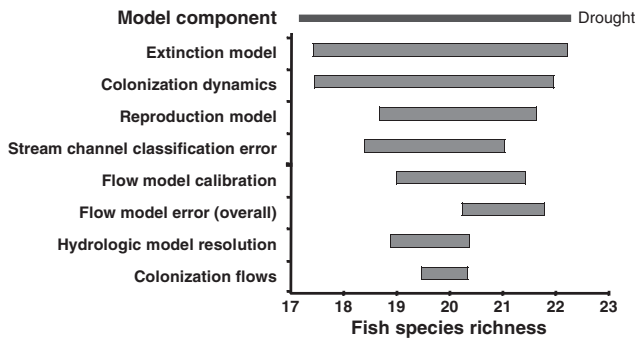 Model component
Drought
Extinction model
Colonization dynamics
Reproduction model
Stream channel classification error
Flow model calibration
Flow model error (overall)
Hydrologic model resolution
Colonization flows
17 18 19 20 21 22 23
Fish species richness